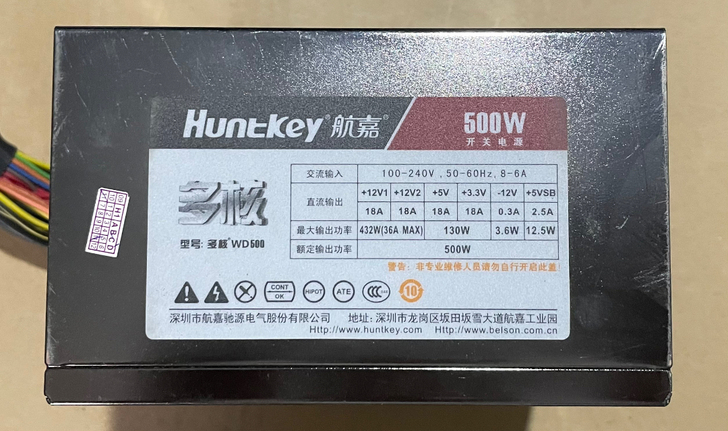 Huntkey 航嘉 500W
开关电源
交流输入 100-240V , 50-60Hz, 8-6A
直流输出 +12V1 +12V2 +5V +3.3V -12V +5VSB
18A 18A 18A 18A 0.3A 2.5A
最大输出功率 432W(36A MAX) 130W 3.6W 12.5W
额定输出功率 500W
多核
型号: 多核 WD500
警告: 非专业维修人员请勿自行开启此盖!
CONT OK HIPOT ATE CCC 10
深圳市航嘉驰源电气股份有限公司 地址: 深圳市龙岗区坂田坂雪大道航嘉工业园
Http://www.huntkey.com Http://www.belson.com.cn
H1ABCD